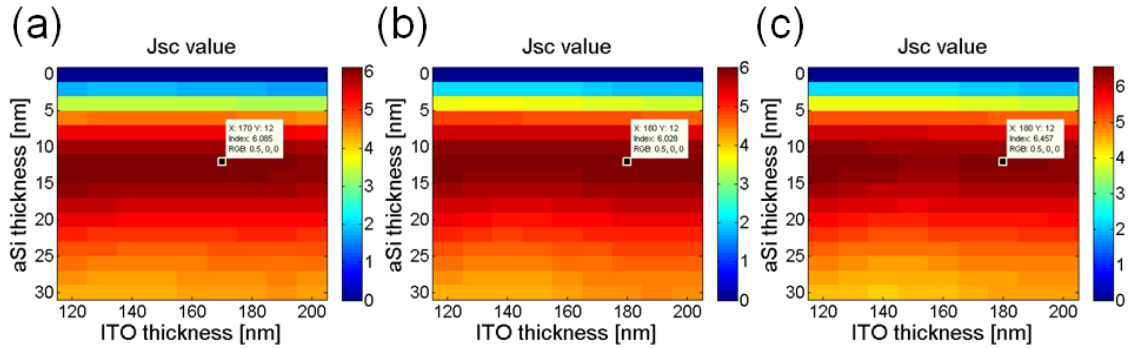 (a)
Jsc value
aSi thickness [nm]
0
5
10
15
20
25
30
X: 170 Y: 12
Index: 6.085
RGB: 0.5, 0, 0
120 140 160 180 200
ITO thickness [nm]
6
5
4
3
2
1
0
(b)
Jsc value
aSi thickness [nm]
0
5
10
15
20
25
30
X: 180 Y: 12
Index: 6.028
RGB: 0.5, 0, 0
120 140 160 180 200
ITO thickness [nm]
6
5
4
3
2
1
0
(c)
Jsc value
aSi thickness [nm]
0
5
10
15
20
25
30
X: 180 Y: 12
Index: 6.457
RGB: 0.5, 0, 0
120 140 160 180 200
ITO thickness [nm]
6
5
4
3
2
1
0